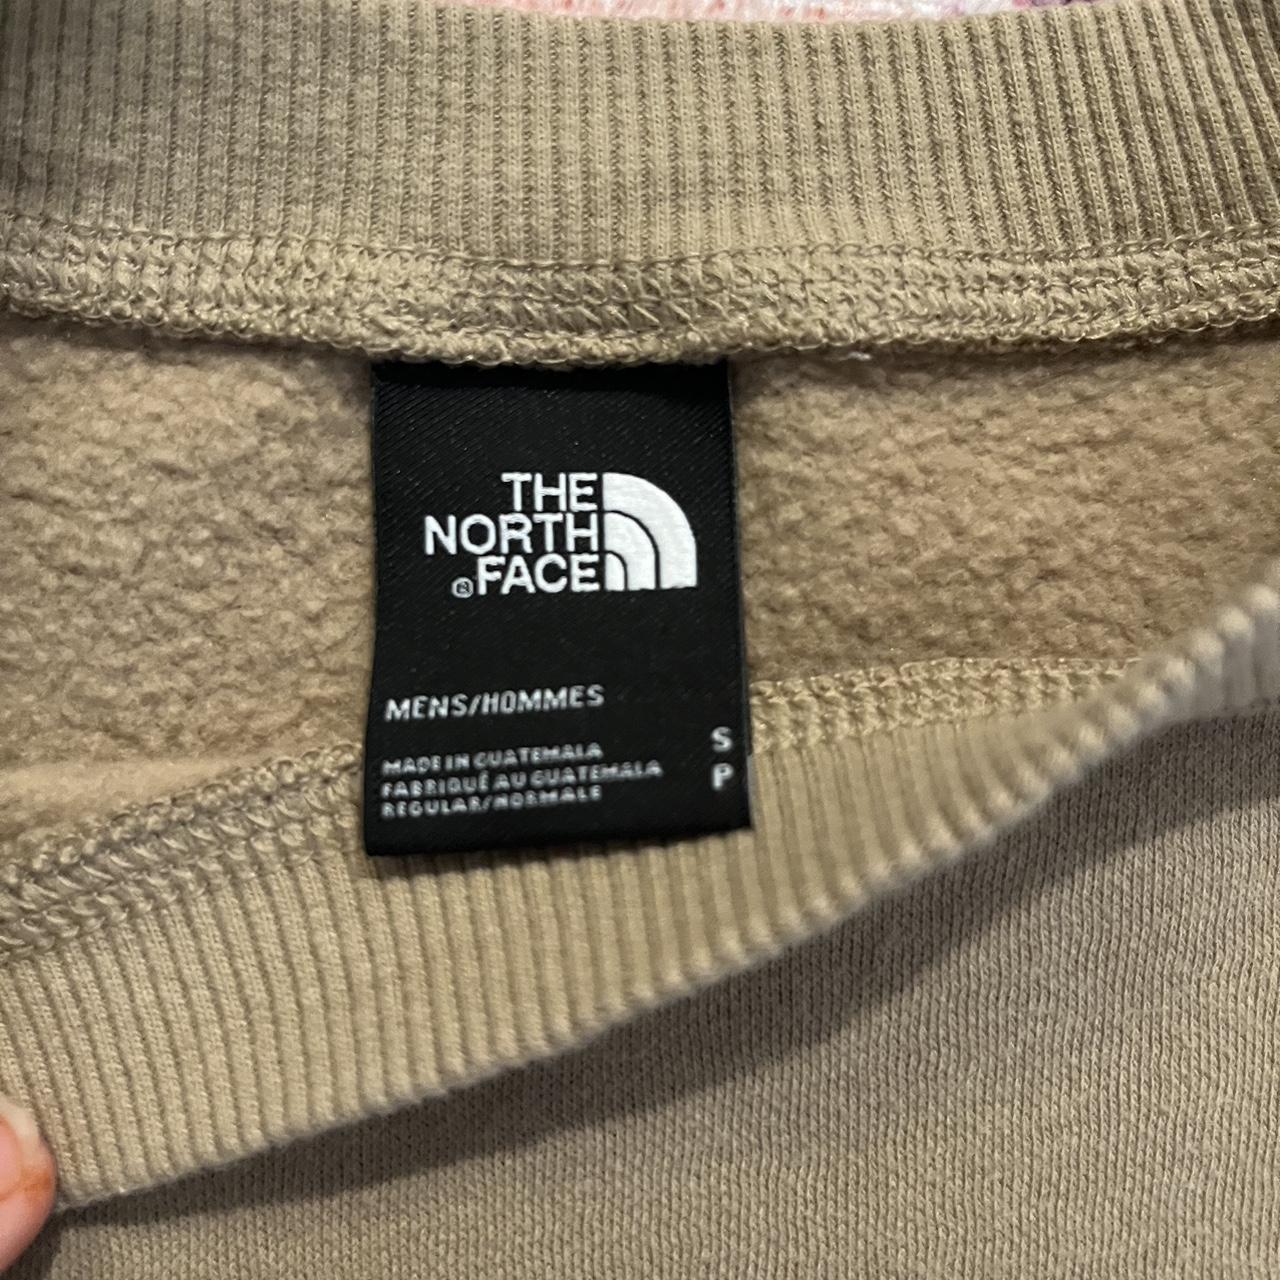 THE
NORTH
®FACE
MENS/HOMMES
MADE IN GUATEMALA
FABRIQUÉ AU GUATEMALA
REGULAR/NORMALE
S
P